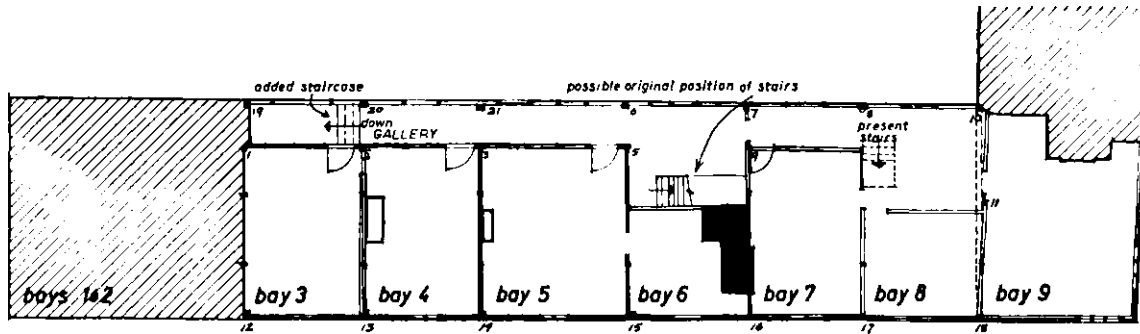 added staircase
possible original position of stairs
19
20
21
6
7
8
10
down
GALLERY
present
stairs
1
2
3
5
9
11
bays 1&2
bay 3
bay 4
bay 5
bay 6
bay 7
bay 8
bay 9
12
13
14
15
16
17
18